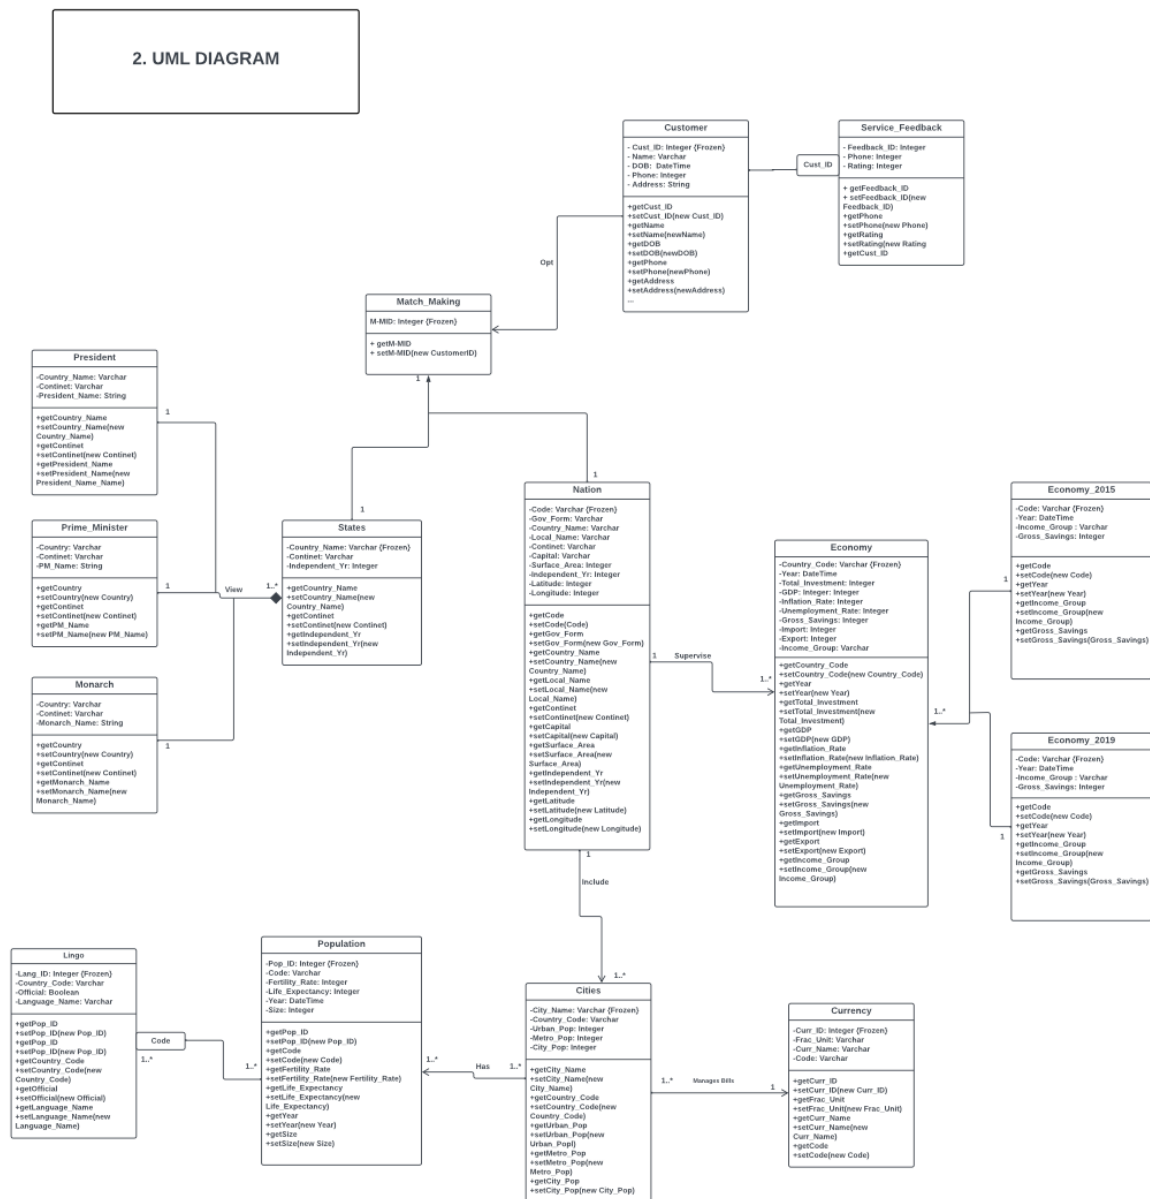 2. UML DIAGRAM
Customer
- Cust_ID: Integer {Frozen}
- Name: Varchar
- DOB:  DateTime
- Phone: Integer
- Address: String
+getCust_ID
+setCust_ID(new Cust_ID)
+getName
+setName(newName)
+getDOB
+setDOB(newDOB)
+getPhone
+setPhone(newPhone)
+getAddress
+setAddress(newAddress)
...
Cust_ID
Service_Feedback
- Feedback_ID: Integer
- Phone: Integer
- Rating: Integer
+ getFeedback_ID
+ setFeedback_ID(new
Feedback_ID)
+getPhone
+setPhone(new Phone)
+getRating
+setRating(new Rating
+getCust_ID
Opt
Match_Making
M-MID: Integer {Frozen}
+ getM-MID
+ setM-MID(new CustomerID)
1
President
-Country_Name: Varchar
-Continet: Varchar
-President_Name: String
+getCountry_Name
+setCountry_Name(new
Country_Name)
+getContinet
+setContinet(new Continet)
+getPresident_Name
+setPresident_Name(new
President_Name_Name)
1
Prime_Minister
-Country: Varchar
-Continet: Varchar
-PM_Name: String
+getCountry
+setCountry(new Country)
+getContinet
+setContinet(new Continet)
+getPM_Name
+setPM_Name(new PM_Name)
1
View
1..*
Monarch
-Country: Varchar
-Continet: Varchar
-Monarch_Name: String
+getCountry
+setCountry(new Country)
+getContinet
+setContinet(new Continet)
+getMonarch_Name
+setMonarch_Name(new
Monarch_Name)
1
1
States
-Country_Name: Varchar {Frozen}
-Continet: Varchar
-Independent_Yr: Integer
+getCountry_Name
+setCountry_Name(new
Country_Name)
+getContinet
+setContinet(new Continet)
+getIndependent_Yr
+setIndependent_Yr(new
Independent_Yr)
1
Nation
-Code: Varchar {Frozen}
-Gov_Form: Varchar
-Country_Name: Varchar
-Local_Name: Varchar
-Continet: Varchar
-Capital: Varchar
-Surface_Area: Integer
-Independent_Yr: Integer
-Latitude: Integer
-Longitude: Integer
+getCode
+setCode(Code)
+getGov_Form
+setGov_Form(new Gov_Form)
+getCountry_Name
+setCountry_Name(new
Country_Name)
+getLocal_Name
+setLocal_Name(new
Local_Name)
+getContinet
+setContinet(new Continet)
+getCapital
+setCapital(new Capital)
+getSurface_Area
+setSurface_Area(new
Surface_Area)
+getIndependent_Yr
+setIndependent_Yr(new
Independent_Yr)
+getLatitude
+setLatitude(new Latitude)
+getLongitude
+setLongitude(new Longitude)
1
Supervise
1..*
Economy
-Country_Code: Varchar {Frozen}
-Year: DateTime
-Total_Investment: Integer
-GDP: Integer: Integer
-Inflation_Rate: Integer
-Unemployment_Rate: Integer
-Gross_Savings: Integer
-Import: Integer
-Export: Integer
-Income_Group: Varchar
+getCountry_Code
+setCountry_Code(new Country_Code)
+getYear
+setYear(new Year)
+getTotal_Investment
+setTotal_Investment(new
Total_Investment)
+getGDP
+setGDP(new GDP)
+getInflation_Rate
+setInflation_Rate(new Inflation_Rate)
+getUnemployment_Rate
+setUnemployment_Rate(new
Unemployment_Rate)
+getGross_Savings
+setGross_Savings(new
Gross_Savings)
+getImport
+setImport(new Import)
+getExport
+setExport(new Export)
+getIncome_Group
+setIncome_Group(new
Income_Group)
1..*
Economy_2015
-Code: Varchar {Frozen}
-Year: DateTime
-Income_Group : Varchar
-Gross_Savings: Integer
+getCode
+setCode(new Code)
+getYear
+setYear(new Year)
+getIncome_Group
+setIncome_Group(new
Income_Group)
+getGross_Savings
+setGross_Savings(Gross_Savings)
1
Economy_2019
-Code: Varchar {Frozen}
-Year: DateTime
-Income_Group : Varchar
-Gross_Savings: Integer
+getCode
+setCode(new Code)
+getYear
+setYear(new Year)
+getIncome_Group
+setIncome_Group(new
Income_Group)
+getGross_Savings
+setGross_Savings(Gross_Savings)
1
1
Include
1..*
Lingo
-Lang_ID: Integer {Frozen}
-Country_Code: Varchar
-Official: Boolean
-Language_Name: Varchar
+getPop_ID
+setPop_ID(new Pop_ID)
+getPop_ID
+setPop_ID(new Pop_ID)
+getCountry_Code
+setCountry_Code(new
Country_Code)
+getOfficial
+setOfficial(new Official)
+getLanguage_Name
+setLanguage_Name(new
Language_Name)
Code
1..*
1..*
Population
-Pop_ID: Integer {Frozen}
-Code: Varchar
-Fertility_Rate: Integer
-Life_Expectancy: Integer
-Year: DateTime
-Size: Integer
+getPop_ID
+setPop_ID(new Pop_ID)
+getCode
+setCode(new Code)
+getFertility_Rate
+setFertility_Rate(new Fertility_Rate)
+getLife_Expectancy
+setLife_Expectancy(new
Life_Expectancy)
+getYear
+setYear(new Year)
+getSize
+setSize(new Size)
1..*
Has
1..*
Cities
-City_Name: Varchar {Frozen}
-Country_Code: Varchar
-Urban_Pop: Integer
-Metro_Pop: Integer
-City_Pop: Integer
+getCity_Name
+setCity_Name(new
City_Name)
+getCountry_Code
+setCountry_Code(new
Country_Code)
+getUrban_Pop
+setUrban_Pop(new
Urban_Popl)
+getMetro_Pop
+setMetro_Pop(new
Metro_Pop)
+getCity_Pop
+setCity_Pop(new City_Pop)
1..*
Manages Bills
1
Currency
-Curr_ID: Integer {Frozen}
-Frac_Unit: Varchar
-Curr_Name: Varchar
-Code: Varchar
+getCurr_ID
+setCurr_ID(new Curr_ID)
+getFrac_Unit
+setFrac_Unit(new Frac_Unit)
+getCurr_Name
+setCurr_Name(new
Curr_Name)
+getCode
+setCode(new Code)